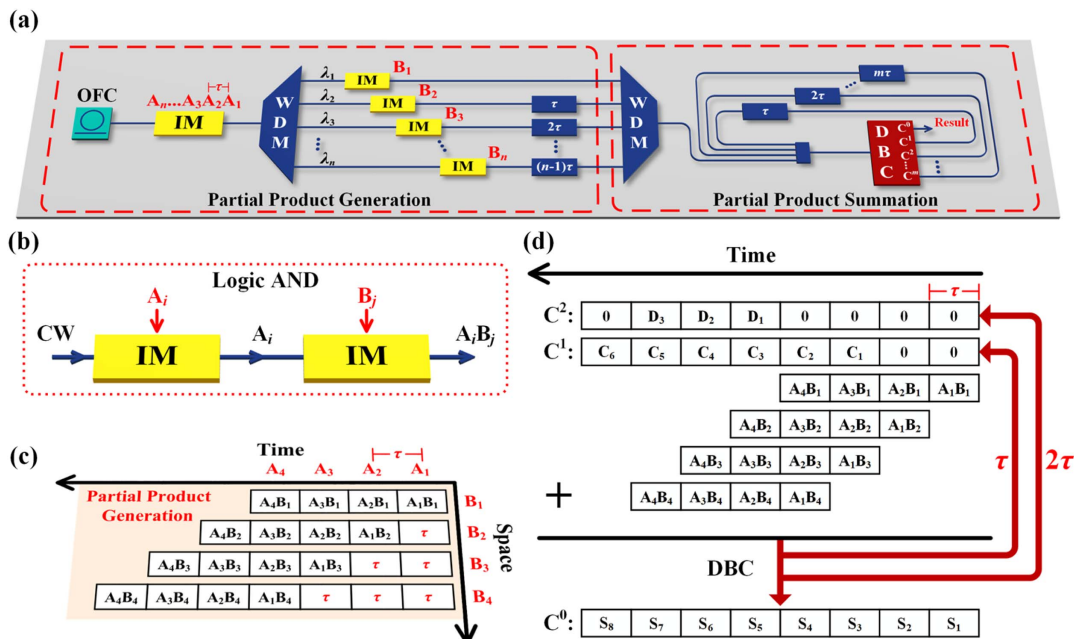 (a)
OFC
Aₙ...A₃A₂A₁
τ
IM
WDM
λ₁ IM B₁
λ₂ IM B₂ τ
λ₃ IM B₃ 2τ
λₙ IM Bₙ (n-1)τ
WDM
Partial Product Generation
mτ
2τ
τ
DBC
C⁰ Result
C¹
C²
Cᵐ
Partial Product Summation
(b)
Logic AND
Aᵢ Bⱼ
CW IM Aᵢ IM AᵢBⱼ
(c)
Time
τ
A₄ A₃ A₂ A₁
Partial Product
Generation
A₄B₁ A₃B₁ A₂B₁ A₁B₁ B₁
A₄B₂ A₃B₂ A₂B₂ A₁B₂ τ B₂
A₄B₃ A₃B₃ A₂B₃ A₁B₃ τ τ B₃
A₄B₄ A₃B₄ A₂B₄ A₁B₄ τ τ τ B₄
Space
(d)
Time
τ
C²: 0 D₃ D₂ D₁ 0 0 0 0
C¹: C₆ C₅ C₄ C₃ C₂ C₁ 0 0
A₄B₁ A₃B₁ A₂B₁ A₁B₁
A₄B₂ A₃B₂ A₂B₂ A₁B₂
A₄B₃ A₃B₃ A₂B₃ A₁B₃
+ A₄B₄ A₃B₄ A₂B₄ A₁B₄
τ 2τ
DBC
C⁰: S₈ S₇ S₆ S₅ S₄ S₃ S₂ S₁